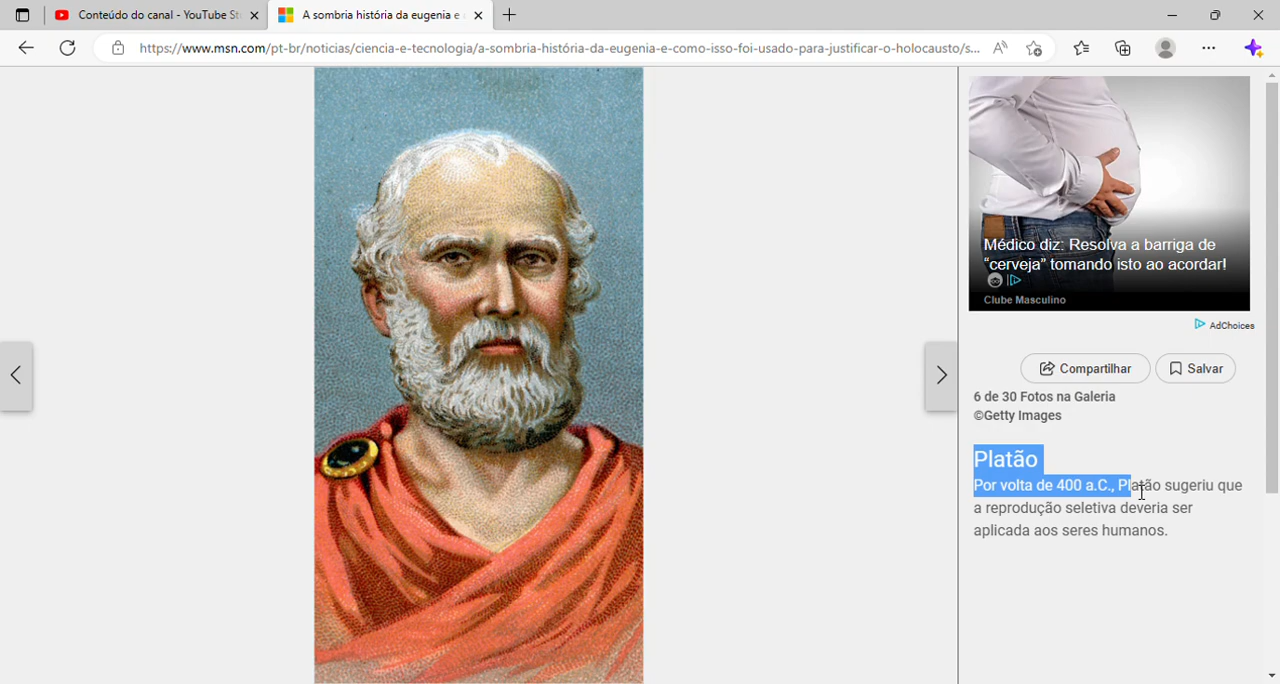 Conteúdo do canal - YouTube St
A sombria história da eugenia e
https://www.msn.com/pt-br/noticias/ciencia-e-tecnologia/a-sombria-história-da-eugenia-e-como-isso-foi-usado-para-justificar-o-holocausto/s...
Médico diz: Resolva a barriga de
“cerveja” tomando isto ao acordar!
Clube Masculino
AdChoices
Compartilhar
Salvar
6 de 30 Fotos na Galeria
©Getty Images
Platão
Por volta de 400 a.C., Platão sugeriu que
a reprodução seletiva deveria ser
aplicada aos seres humanos.